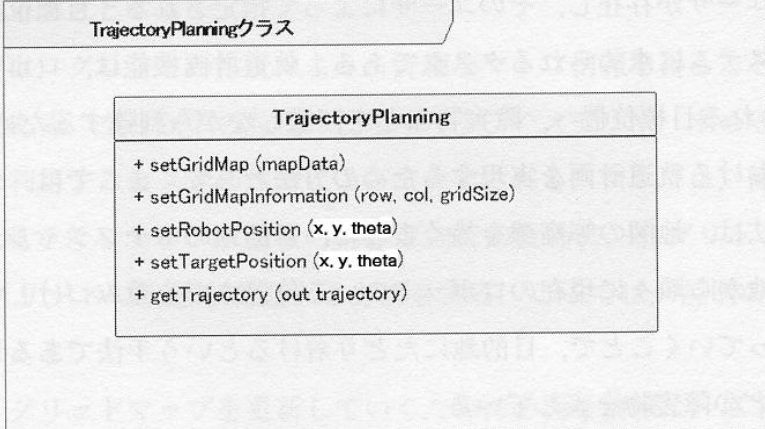 TrajectoryPlanningクラス
TrajectoryPlanning
+ setGridMap (mapData)
+ setGridMapInformation (row, col, gridSize)
+ setRobotPosition (x, y, theta)
+ setTargetPosition (x, y, theta)
+ getTrajectory (out trajectory)